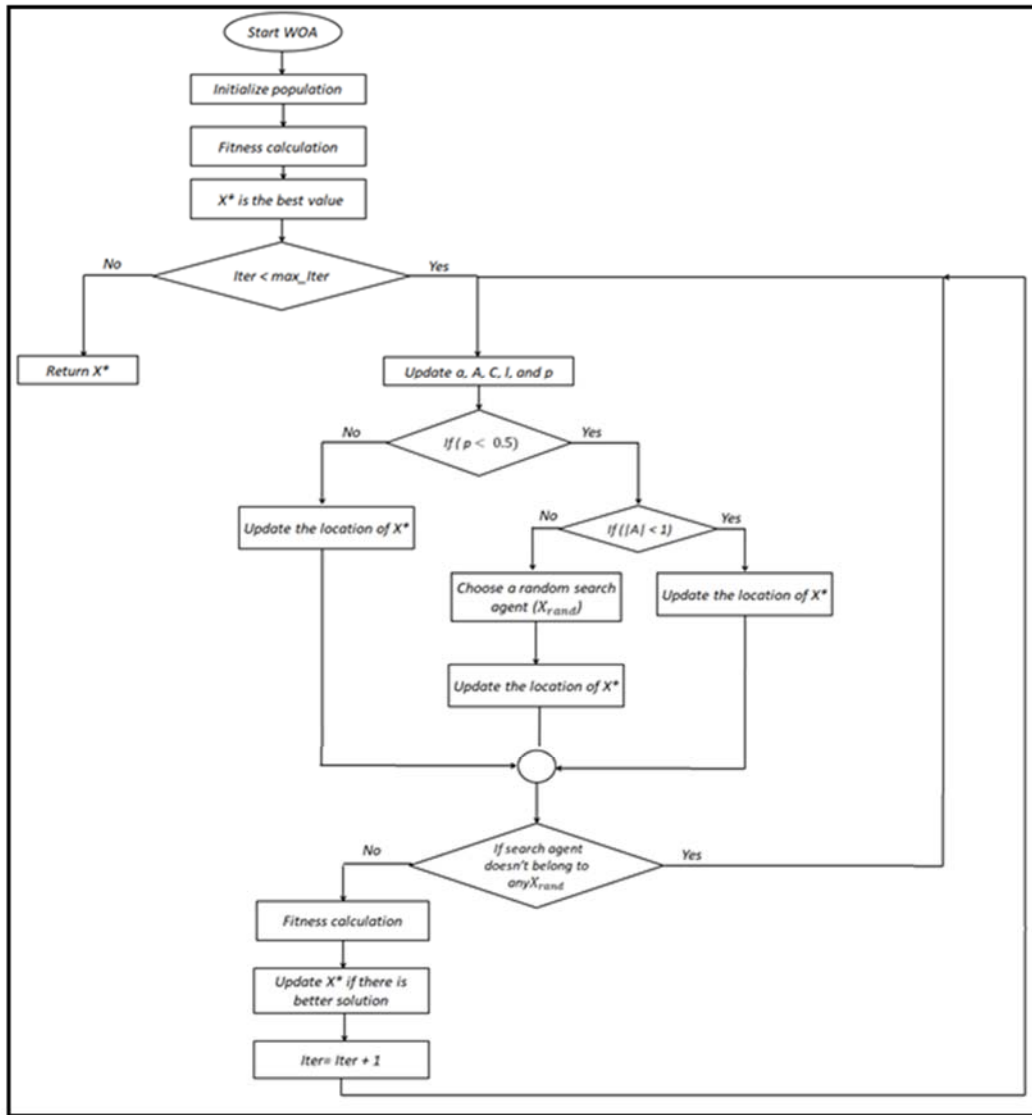 Start WOA
Initialize population
Fitness calculation
X* is the best value
Iter < max_Iter
No
Yes
Return X*
Update a, A, C, l, and p
If ( p < 0.5)
No
Yes
Update the location of X*
If (|A| < 1)
No
Yes
Choose a random search
agent (X_rand)
Update the location of X*
Update the location of X*
If search agent
doesn't belong to
anyX_rand
No
Yes
Fitness calculation
Update X* if there is
better solution
Iter= Iter + 1